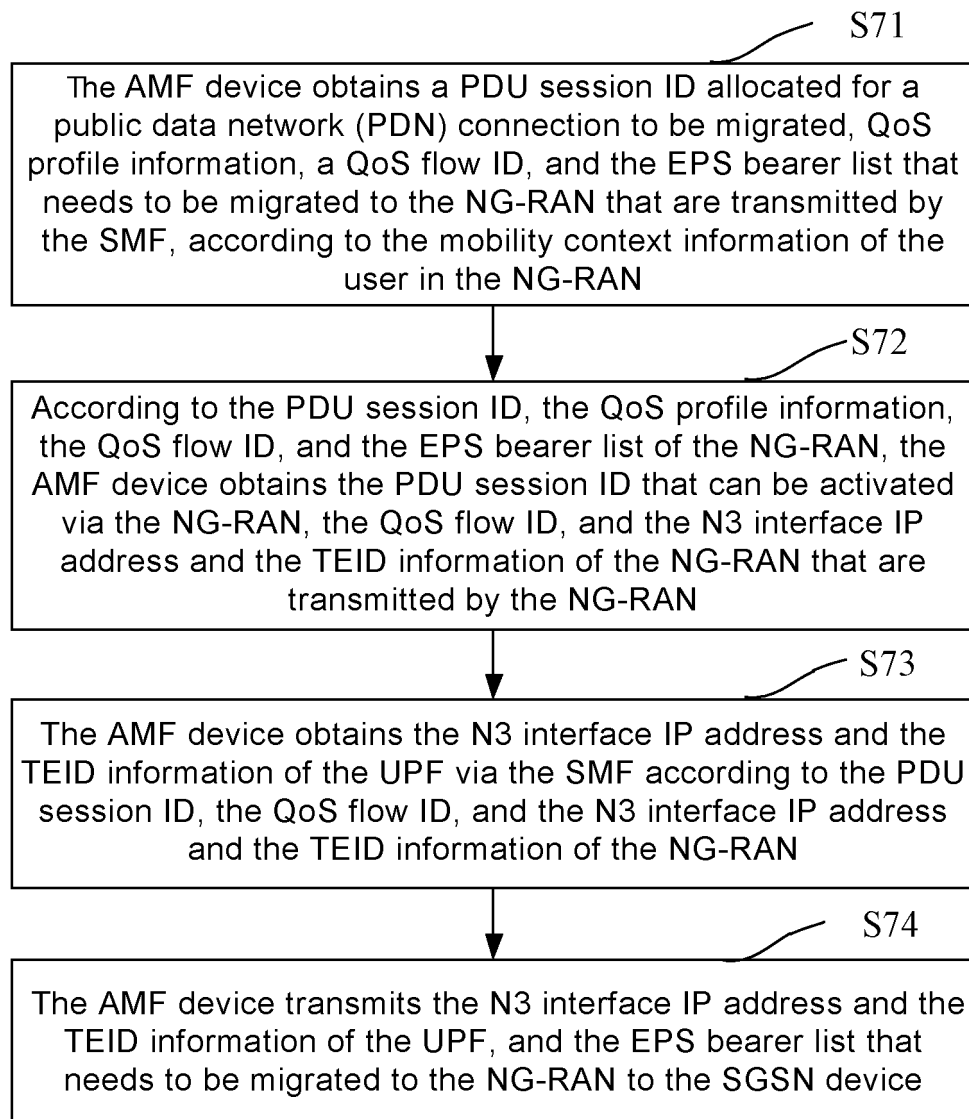 S71
The AMF device obtains a PDU session ID allocated for a
public data network (PDN) connection to be migrated, QoS
profile information, a QoS flow ID, and the EPS bearer list that
needs to be migrated to the NG-RAN that are transmitted by
the SMF, according to the mobility context information of the
user in the NG-RAN
S72
According to the PDU session ID, the QoS profile information,
the QoS flow ID, and the EPS bearer list of the NG-RAN, the
AMF device obtains the PDU session ID that can be activated
via the NG-RAN, the QoS flow ID, and the N3 interface IP
address and the TEID information of the NG-RAN that are
transmitted by the NG-RAN
S73
The AMF device obtains the N3 interface IP address and the
TEID information of the UPF via the SMF according to the PDU
session ID, the QoS flow ID, and the N3 interface IP address
and the TEID information of the NG-RAN
S74
The AMF device transmits the N3 interface IP address and the
TEID information of the UPF, and the EPS bearer list that
needs to be migrated to the NG-RAN to the SGSN device